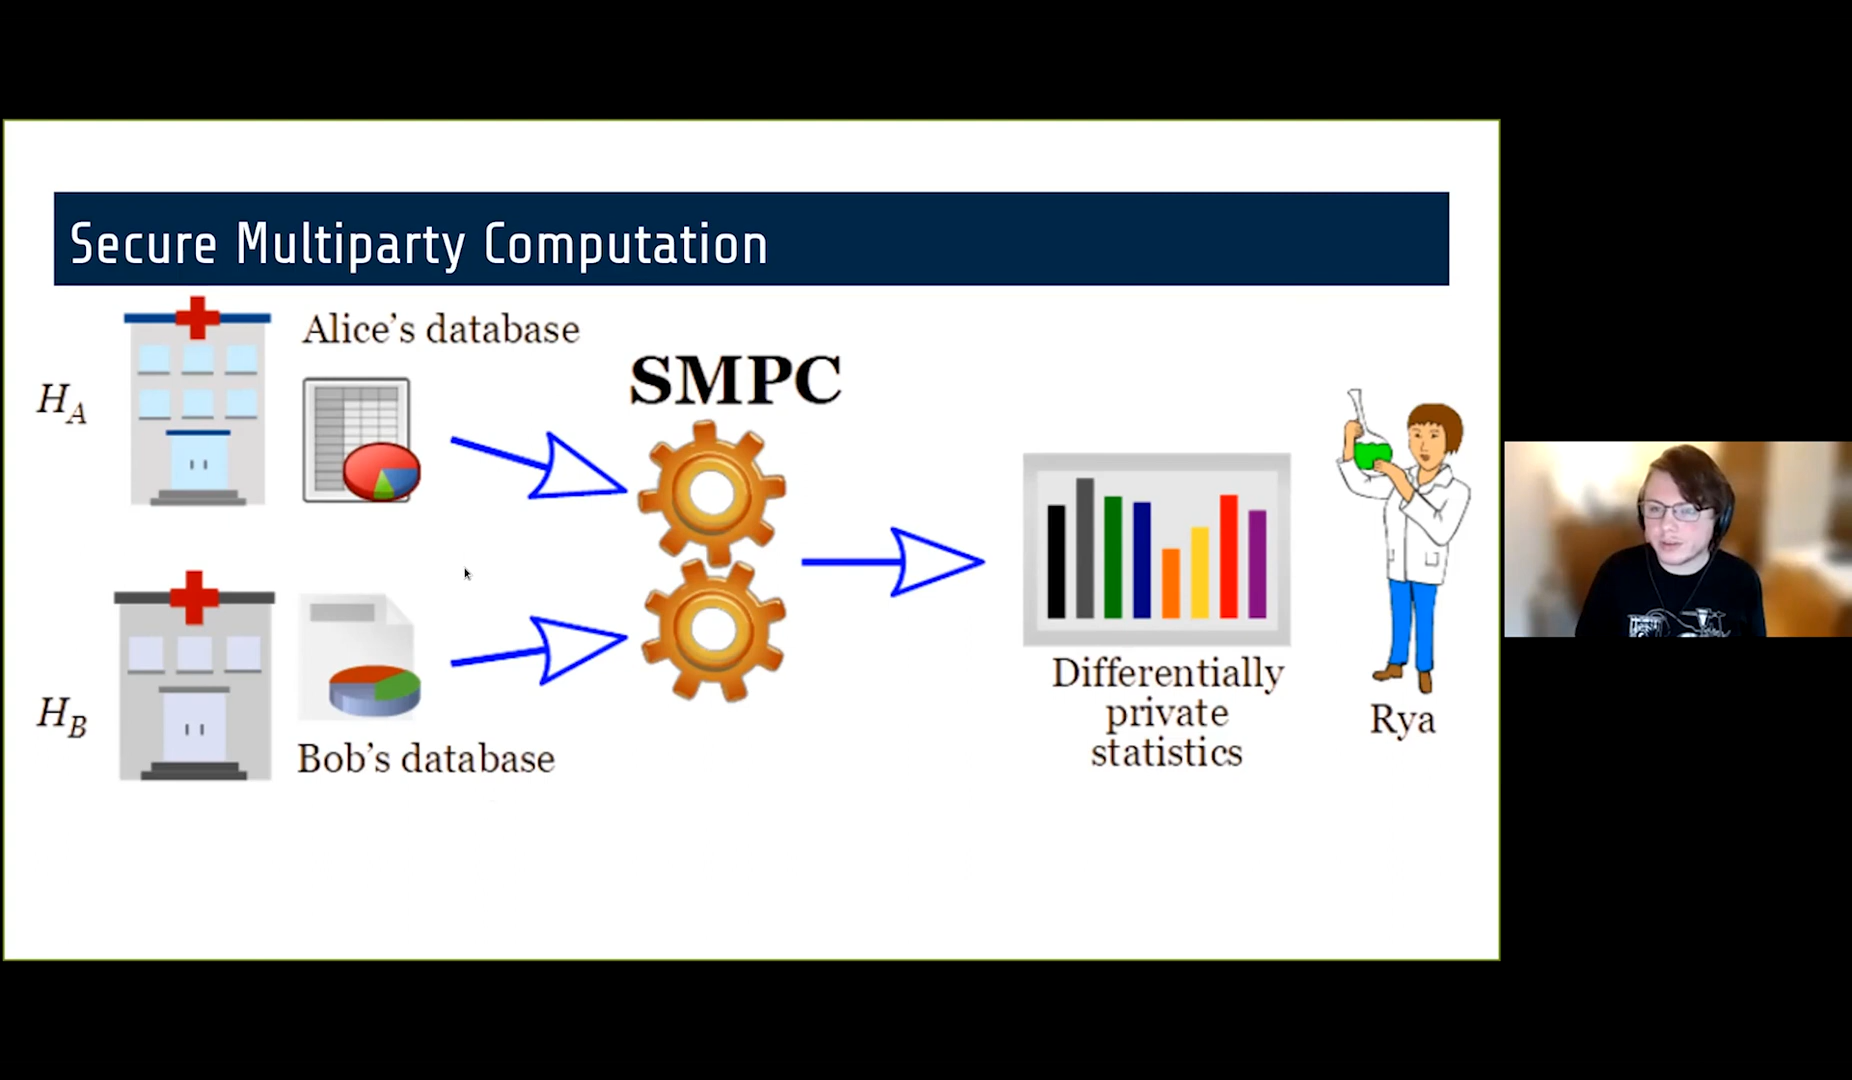 Secure Multiparty Computation
Alice's database
SMPC
H_A
H_B
Bob's database
Differentially
private
statistics
Rya